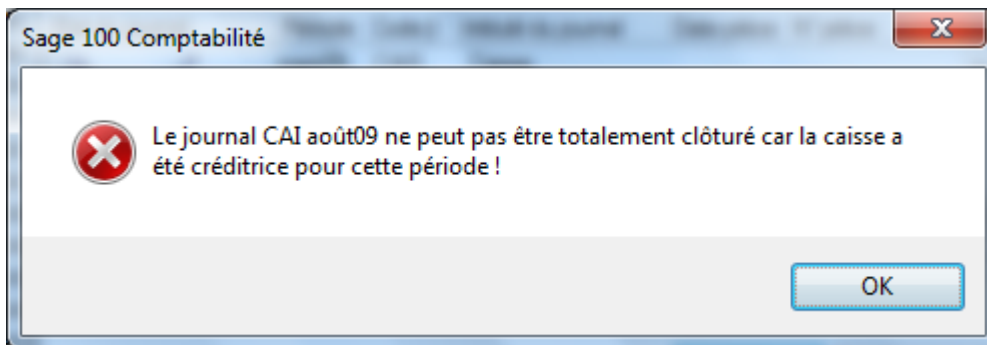 Sage 100 Comptabilité
Le journal CAI août09 ne peut pas être totalement clôturé car la caisse a
été créditrice pour cette période !
OK